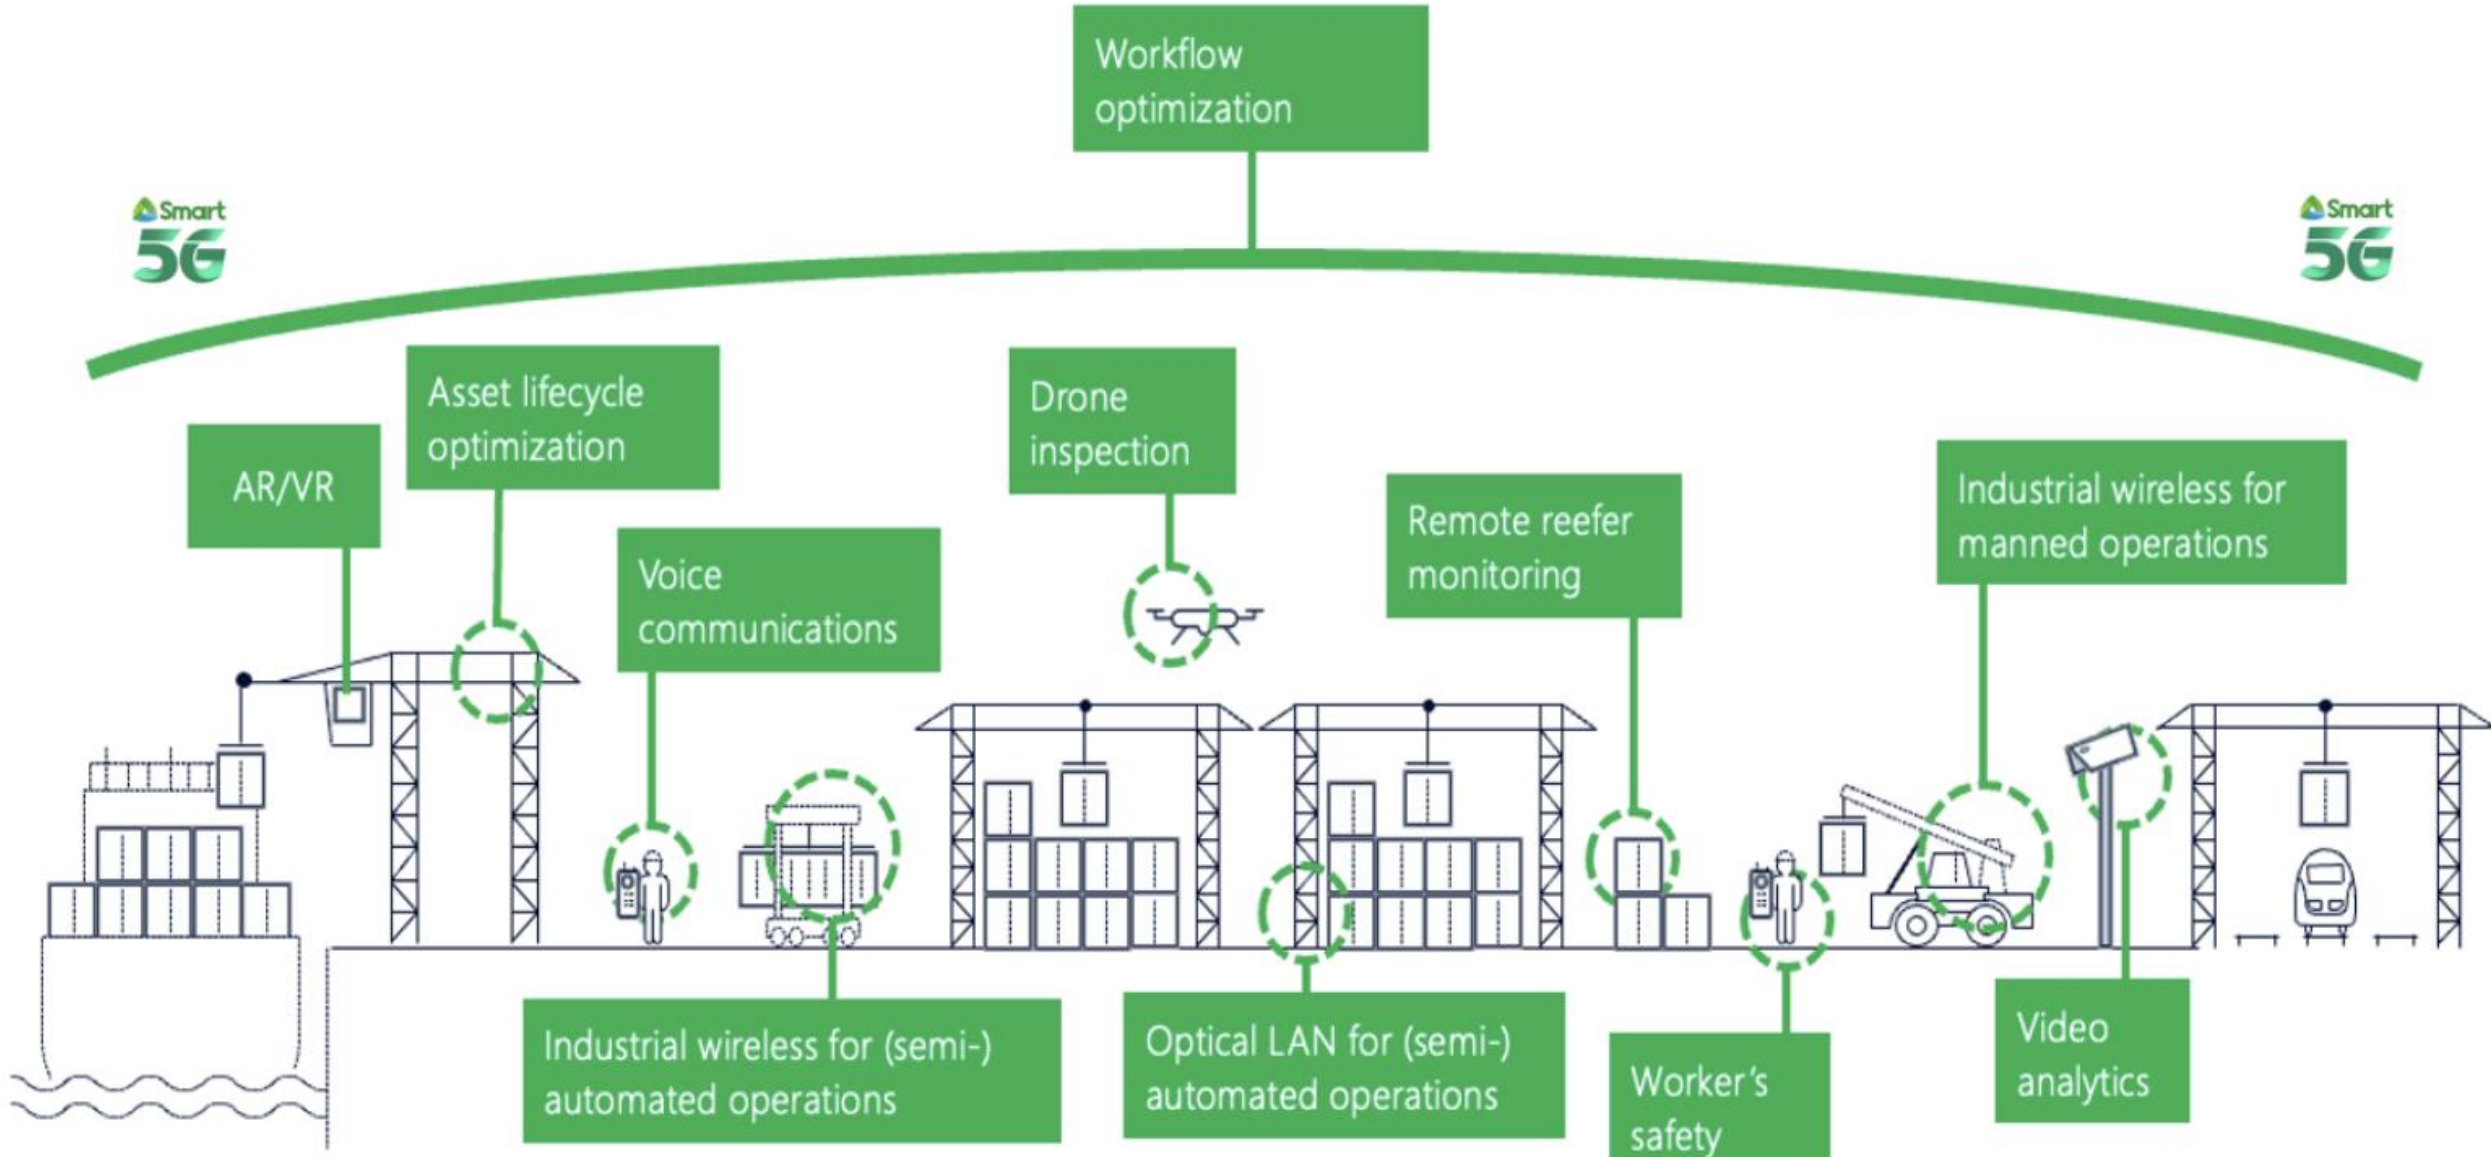 Workflow
optimization
Smart
5G
Smart
5G
Asset lifecycle
optimization
Drone
inspection
AR/VR
Industrial wireless for
manned operations
Remote reefer
monitoring
Voice
communications
Industrial wireless for (semi-)
automated operations
Optical LAN for (semi-)
automated operations
Video
analytics
Worker's
safety